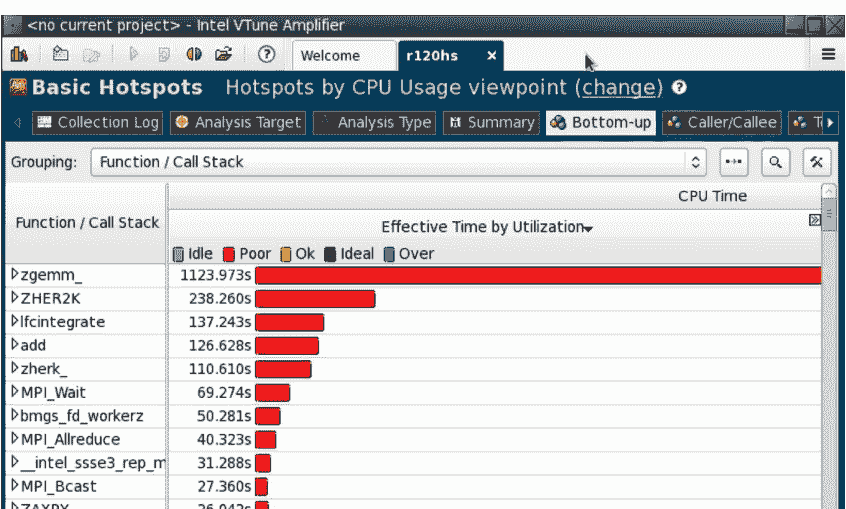 <no current project> - Intel VTune Amplifier
Welcome
r120hs
Basic Hotspots Hotspots by CPU Usage viewpoint (change)
Collection Log Analysis Target Analysis Type Summary Bottom-up Caller/Callee
Grouping: Function / Call Stack
Function / Call Stack
CPU Time
Effective Time by Utilization
Idle Poor Ok Ideal Over
zgemm_ 1123.973s
ZHER2K 238.260s
lfcintegrate 137.243s
add 126.628s
zherk_ 110.610s
MPI_Wait 69.274s
bmgs_fd_workerz 50.281s
MPI_Allreduce 40.323s
__intel_ssse3_rep_m 31.288s
MPI_Bcast 27.360s